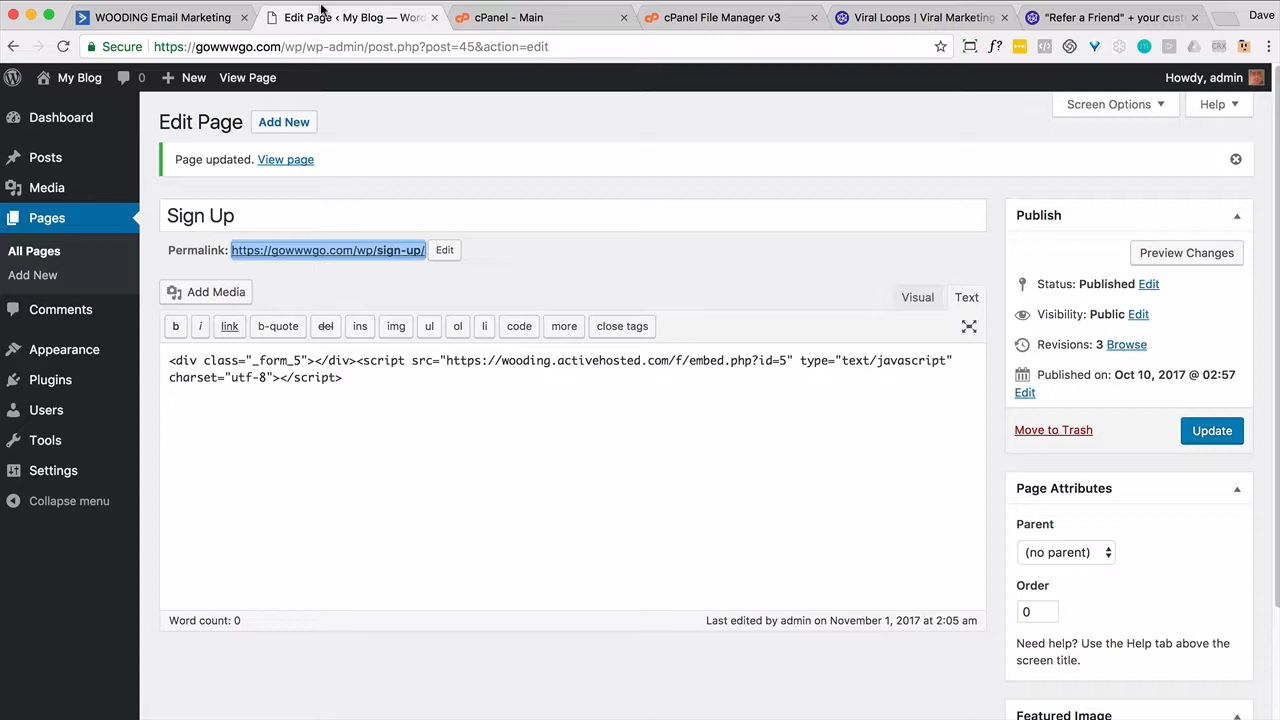 WOODING Email Marketing
Edit Page ‹ My Blog — Word
cPanel - Main
cPanel File Manager v3
Viral Loops | Viral Marketing
"Refer a Friend" + your cust
Dave
Secure
https://gowwwgo.com/wp/wp-admin/post.php?post=45&action=edit
My Blog
0
New
View Page
Howdy, admin
Dashboard
Posts
Media
Pages
All Pages
Add New
Comments
Appearance
Plugins
Users
Tools
Settings
Collapse menu
Edit Page
Add New
Screen Options
Help
Page updated. View page
Sign Up
Permalink: https://gowwwgo.com/wp/sign-up/
Edit
Add Media
Visual
Text
b
i
link
b-quote
del
ins
img
ul
ol
li
code
more
close tags
<div class="_form_5"></div><script src="https://wooding.activehosted.com/f/embed.php?id=5" type="text/javascript"
charset="utf-8"></script>
Word count: 0
Last edited by admin on November 1, 2017 at 2:05 am
Publish
Preview Changes
Status: Published Edit
Visibility: Public Edit
Revisions: 3 Browse
Published on: Oct 10, 2017 @ 02:57
Edit
Move to Trash
Update
Page Attributes
Parent
(no parent)
Order
0
Need help? Use the Help tab above the
screen title.
Featured Image